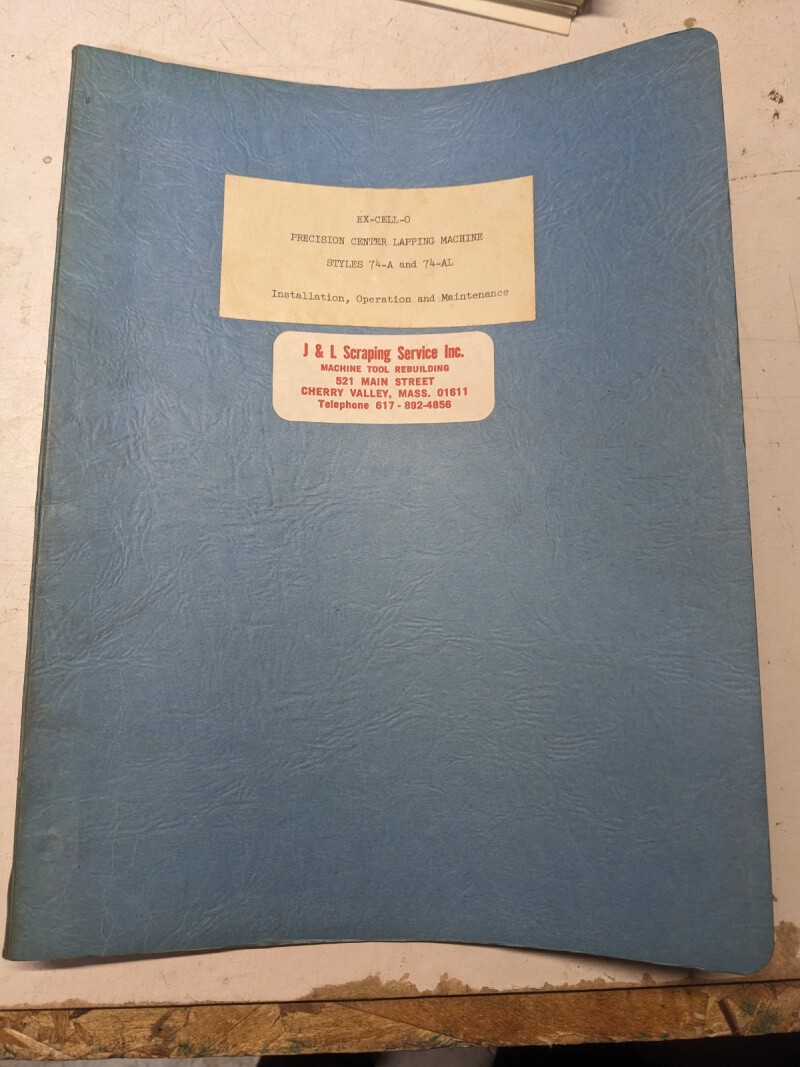 EX-CELL-O
PRECISION CENTER LAPPING MACHINE
STYLES 74-A and 74-AL
Installation, Operation and Maintenance
J & L Scraping Service Inc.
MACHINE TOOL REBUILDING
521 MAIN STREET
CHERRY VALLEY, MASS. 01611
Telephone 617 - 892-4856